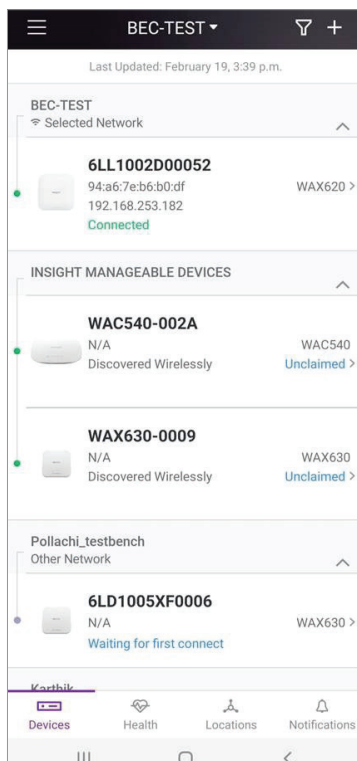 BEC-TEST
Last Updated: February 19, 3:39 p.m.
BEC-TEST
Selected Network
6LL1002D00052
94:a6:7e:b6:b0:df
WAX620 >
192.168.253.182
Connected
INSIGHT MANAGEABLE DEVICES
WAC540-002A
N/A
WAC540
Discovered Wirelessly
Unclaimed >
WAX630-0009
N/A
WAX630
Discovered Wirelessly
Unclaimed >
Pollachi_testbench
Other Network
6LD1005XF0006
N/A
WAX630 >
Waiting for first connect
Karthik
Devices
Health
Locations
Notifications